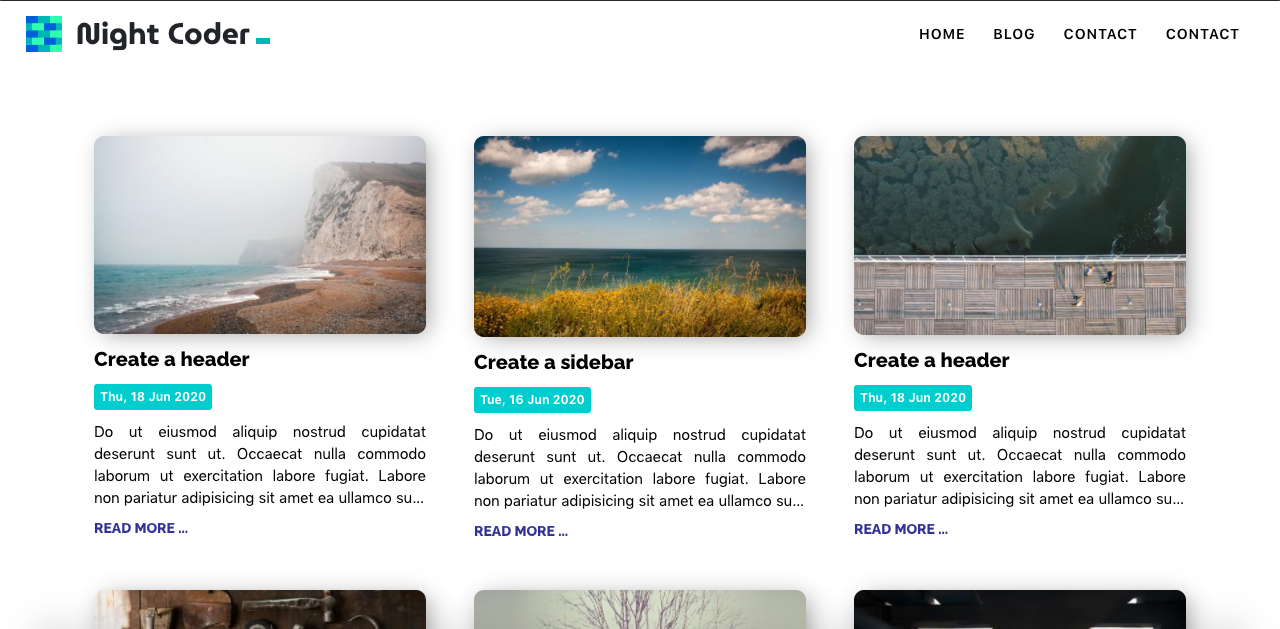 Night Coder
HOME BLOG CONTACT CONTACT
Create a header
Thu, 18 Jun 2020
Do ut eiusmod aliquip nostrud cupidatat
deserunt sunt ut. Occaecat nulla commodo
laborum ut exercitation labore fugiat. Labore
non pariatur adipisicing sit amet ea ullamco su...
READ MORE ...
Create a sidebar
Tue, 16 Jun 2020
Do ut eiusmod aliquip nostrud cupidatat
deserunt sunt ut. Occaecat nulla commodo
laborum ut exercitation labore fugiat. Labore
non pariatur adipisicing sit amet ea ullamco su...
READ MORE ...
Create a header
Thu, 18 Jun 2020
Do ut eiusmod aliquip nostrud cupidatat
deserunt sunt ut. Occaecat nulla commodo
laborum ut exercitation labore fugiat. Labore
non pariatur adipisicing sit amet ea ullamco su...
READ MORE ...